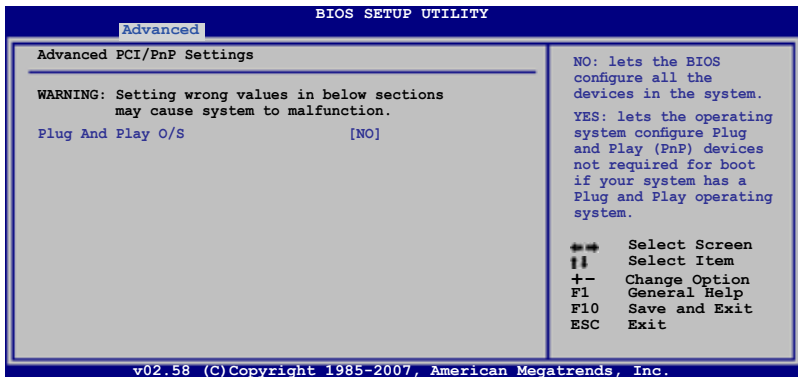 BIOS SETUP UTILITY
Advanced
Advanced PCI/PnP Settings
WARNING: Setting wrong values in below sections
may cause system to malfunction.
Plug And Play O/S [NO]
NO: lets the BIOS
configure all the
devices in the system.
YES: lets the operating
system configure Plug
and Play (PnP) devices
not required for boot
if your system has a
Plug and Play operating
system.
←→ Select Screen
↑↓ Select Item
+- Change Option
F1 General Help
F10 Save and Exit
ESC Exit
v02.58 (C)Copyright 1985-2007, American Megatrends, Inc.